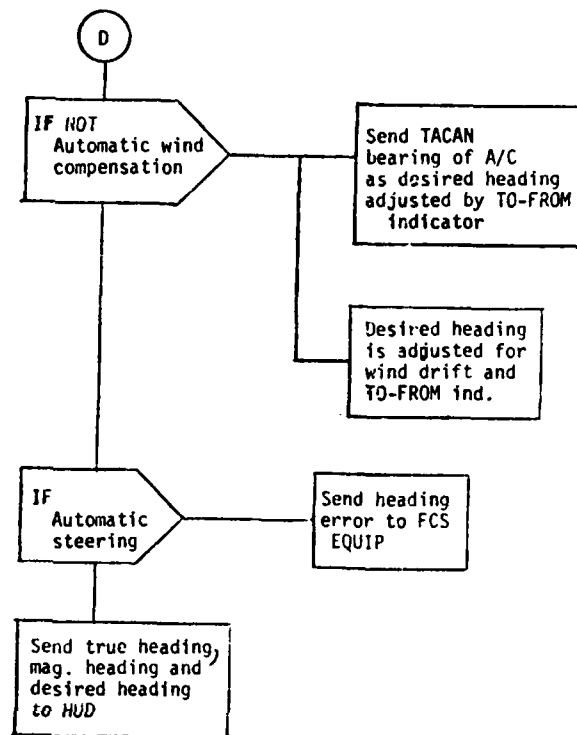 D
IF NOT
Automatic wind
compensation
Send TACAN
bearing of A/C
as desired heading
adjusted by TO-FROM
indicator
Desired heading
is adjusted for
wind drift and
TO-FROM ind.
IF
Automatic
steering
Send heading
error to FCS
EQUIP
Send true heading,
mag. heading and
desired heading
to HUD